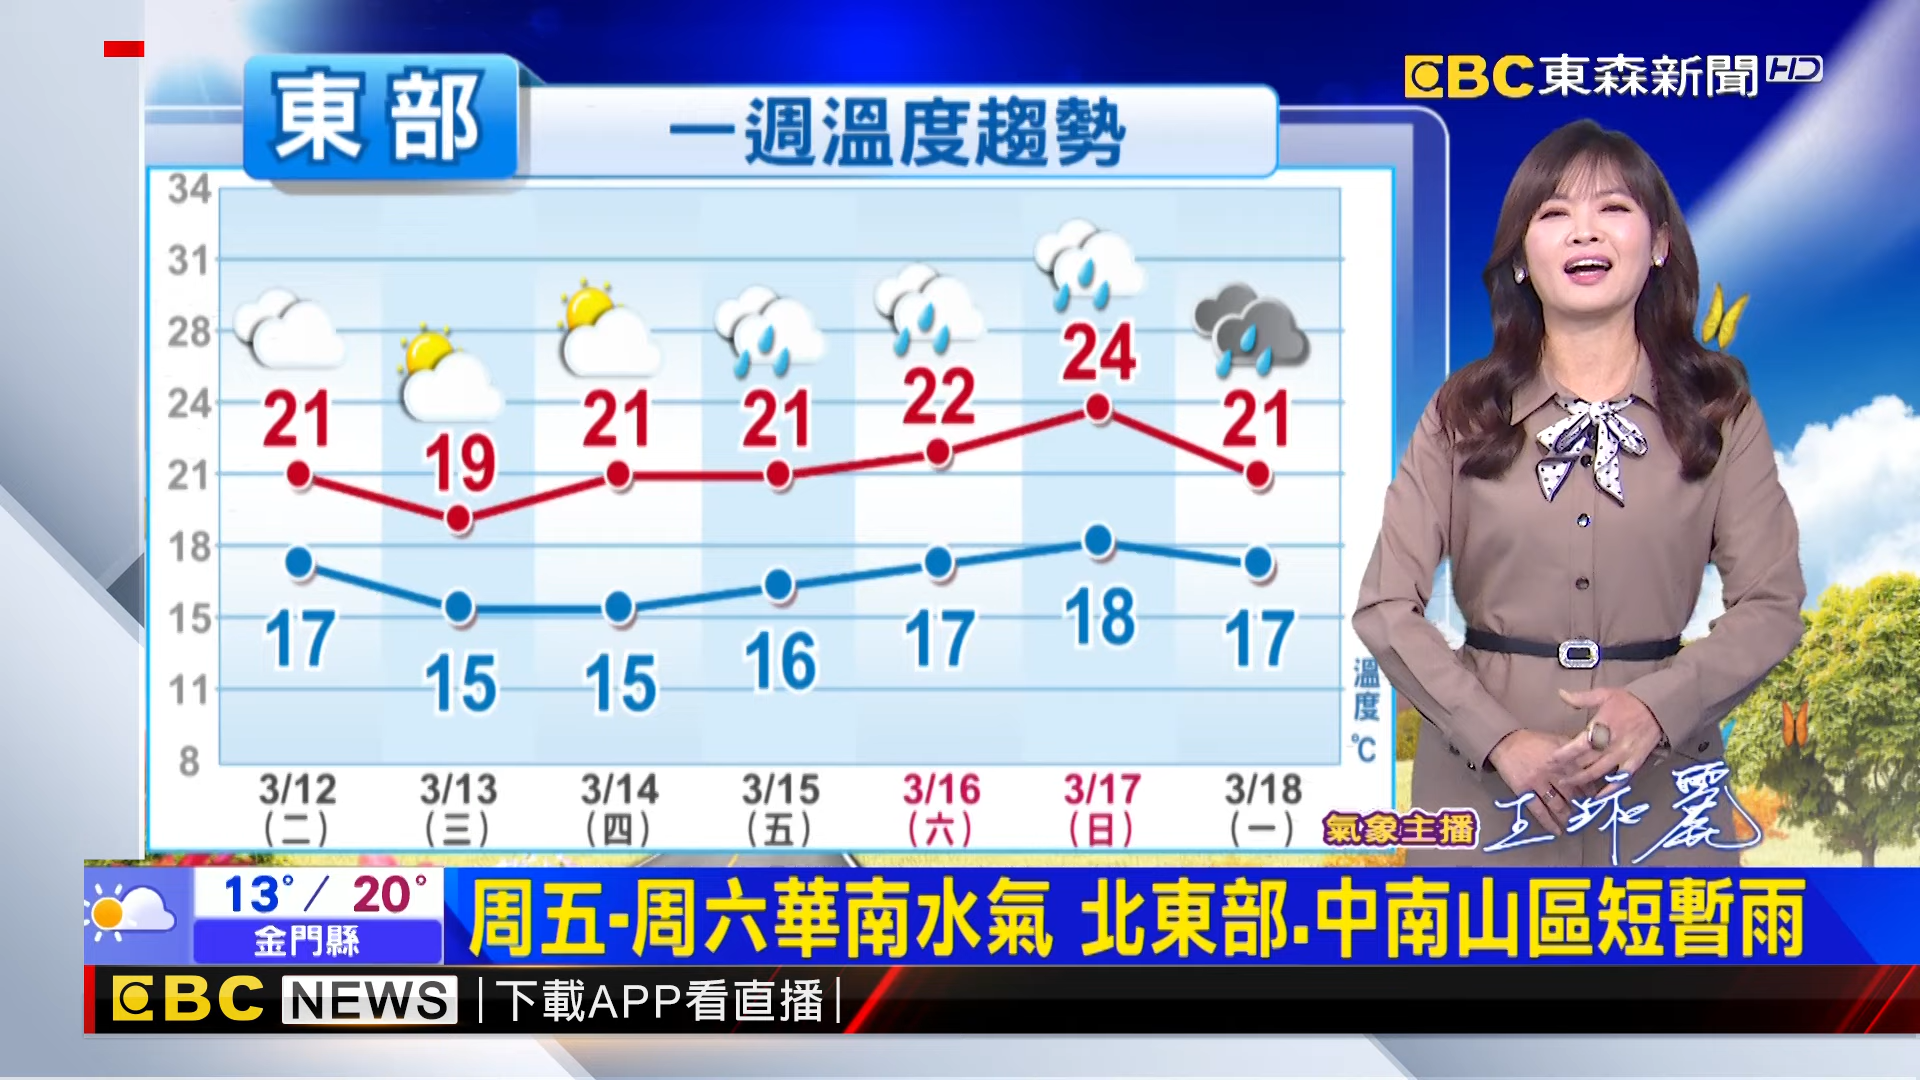 東部
一週溫度趨勢
EBC東森新聞HD
34
31
28
24
21
18
15
11
8
21 19 21 21 22 24 21
17 15 15 16 17 18 17
溫度℃
3/12 3/13 3/14 3/15 3/16 3/17 3/18
(二) (三) (四) (五) (六) (日) (一)
氣象主播
13°/ 20°
金門縣
周五-周六華南水氣 北東部.中南山區短暫雨
EBC NEWS |下載APP看直播|